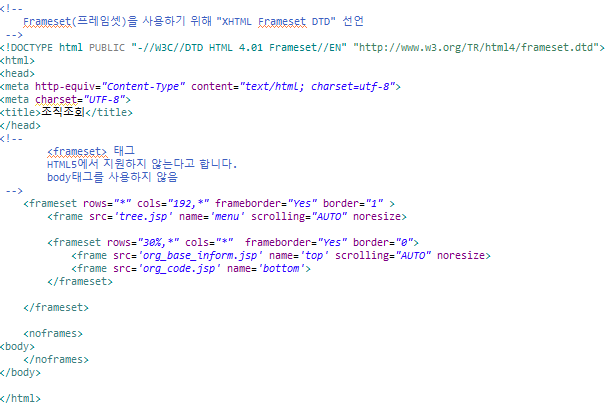 <!--
Frameset(프레임셋)을 사용하기 위해 "XHTML Frameset DTD" 선언
-->
<!DOCTYPE html PUBLIC "-//W3C//DTD HTML 4.01 Frameset//EN" "http://www.w3.org/TR/html4/frameset.dtd">
<html>
<head>
<meta http-equiv="Content-Type" content="text/html; charset=utf-8">
<meta charset="UTF-8">
<title>조직조회</title>
</head>
<!--
<frameset> 태그
HTML5에서 지원하지 않는다고 합니다.
body태그를 사용하지 않음
-->
<frameset rows="*" cols="192,*" frameborder="Yes" border="1" >
<frame src='tree.jsp' name='menu' scrolling="AUTO" noresize>
<frameset rows="30%,*" cols="*"  frameborder="Yes" border="0">
<frame src='org_base_inform.jsp' name='top' scrolling="AUTO" noresize>
<frame src='org_code.jsp' name='bottom'>
</frameset>
</frameset>
<noframes>
<body>
</noframes>
</body>
</html>